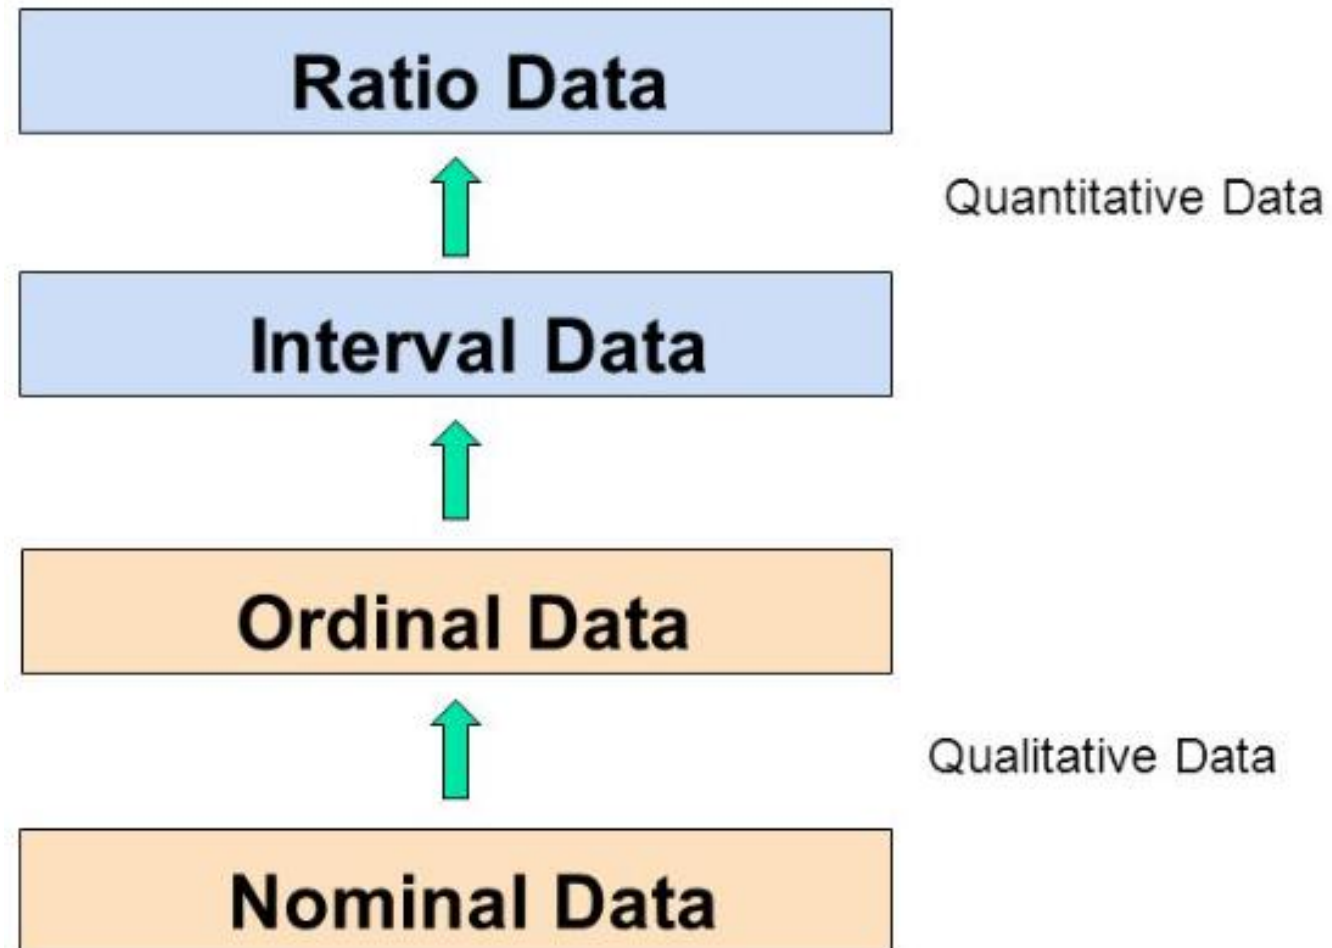 Ratio Data
Quantitative Data
Interval Data
Ordinal Data
Qualitative Data
Nominal Data